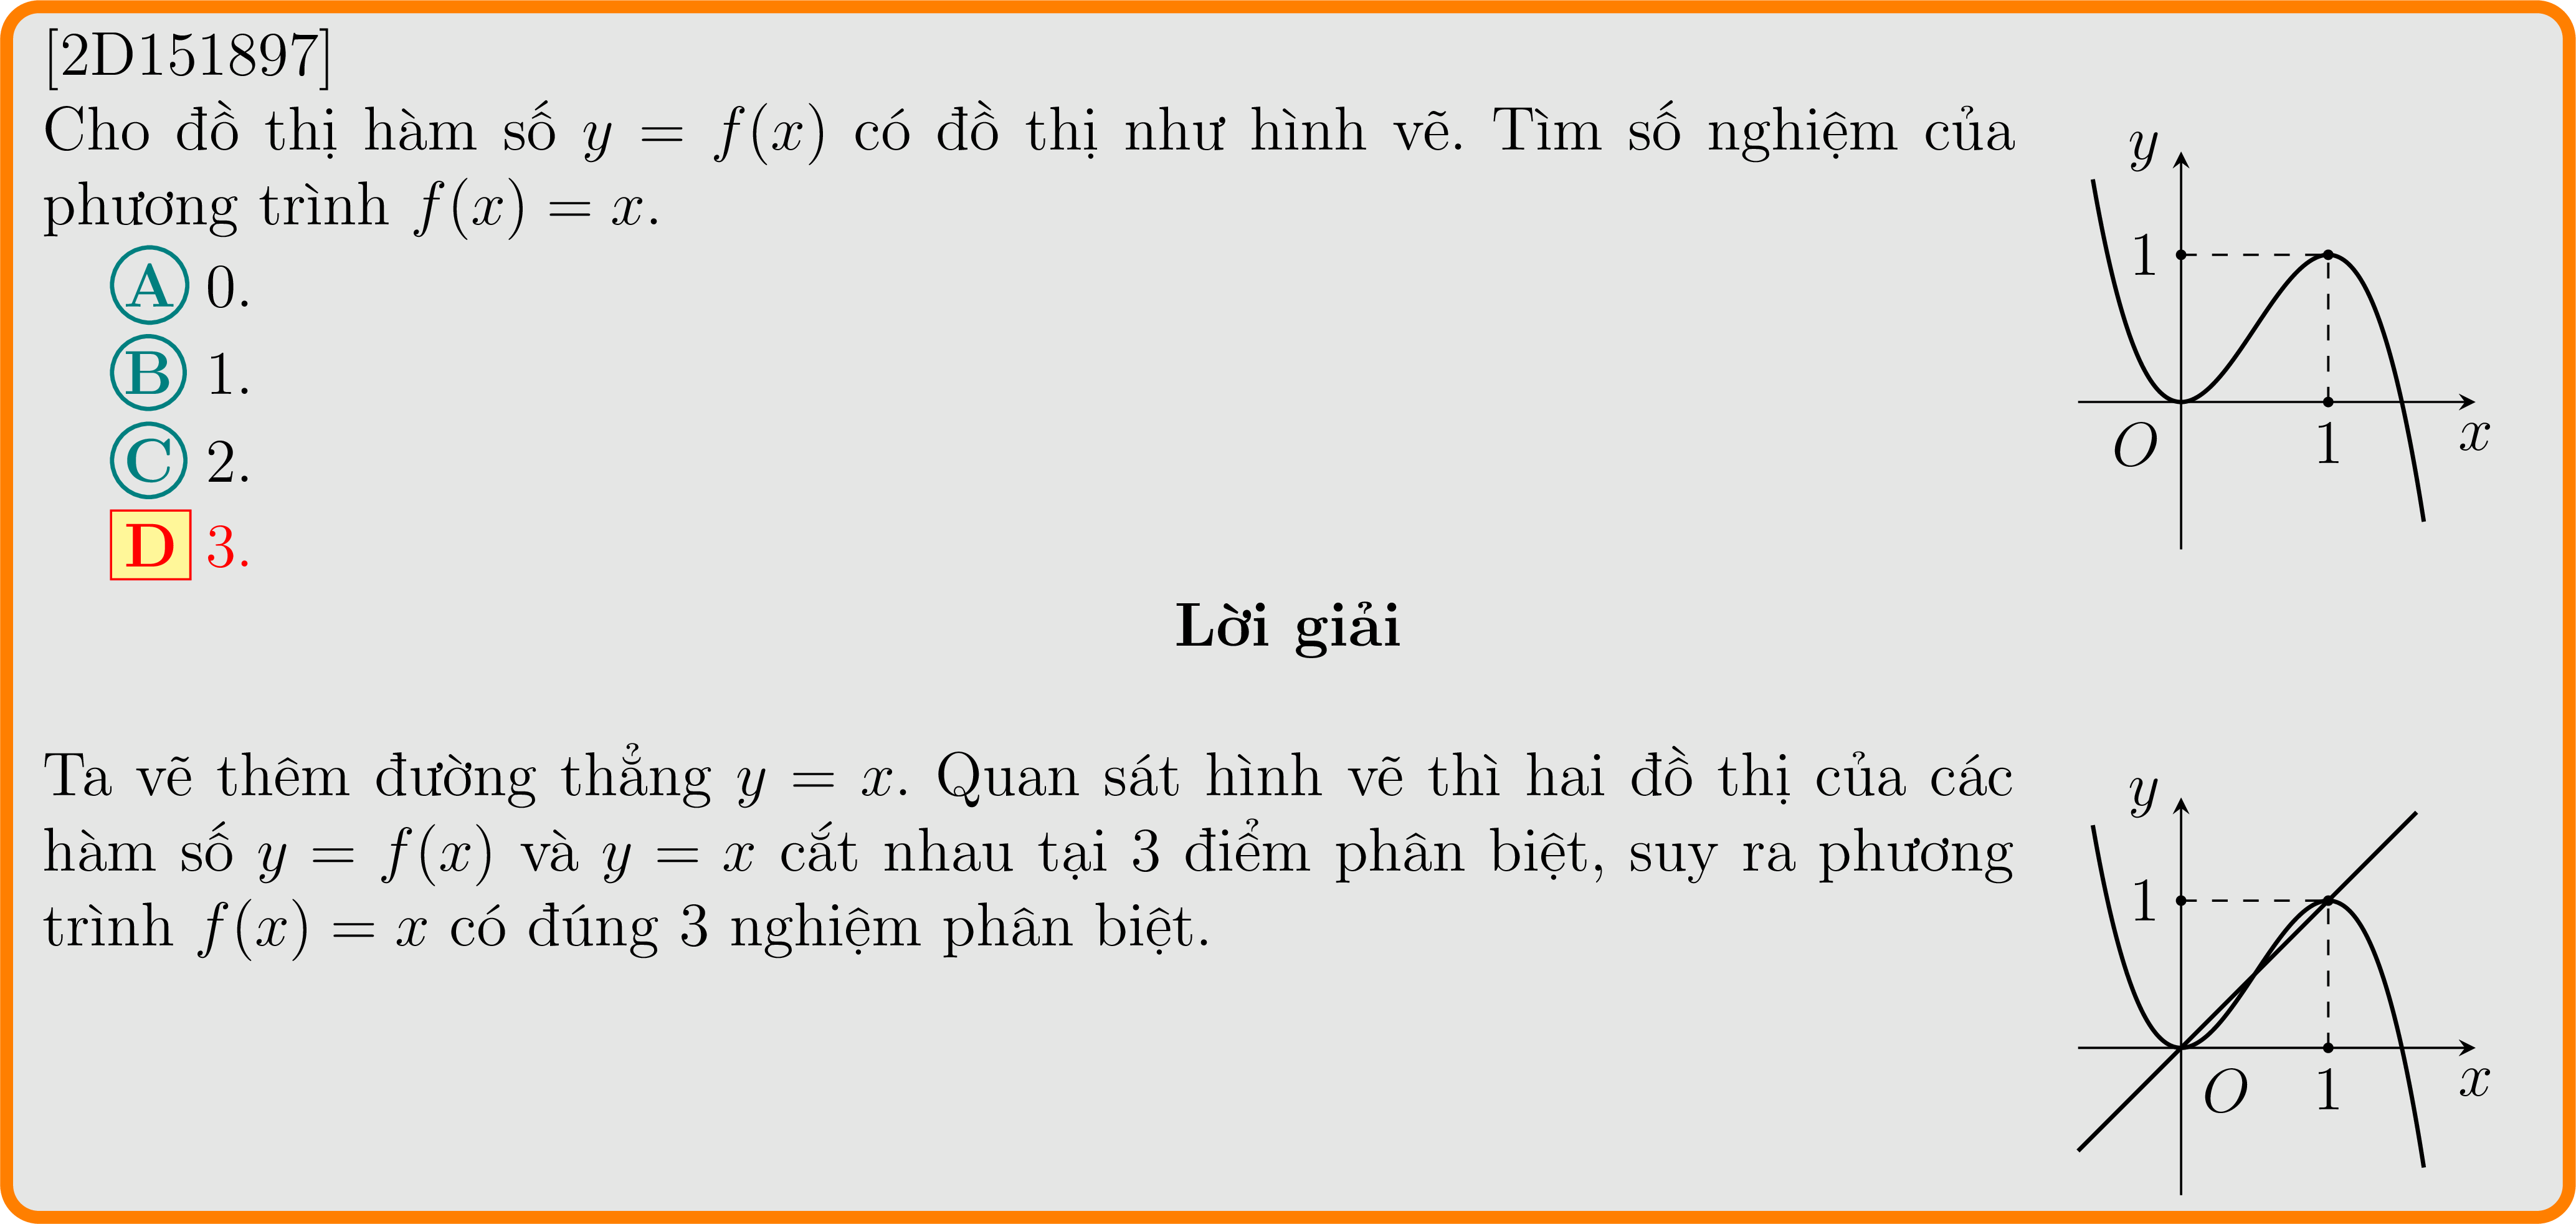 [2D151897]
Cho đồ thị hàm số y = f(x) có đồ thị như hình vẽ. Tìm số nghiệm của
phương trình f(x) = x.
A 0.
B 1.
C 2.
D 3.
y
1
O
1
x
Lời giải
Ta vẽ thêm đường thẳng y = x. Quan sát hình vẽ thì hai đồ thị của các
hàm số y = f(x) và y = x cắt nhau tại 3 điểm phân biệt, suy ra phương
trình f(x) = x có đúng 3 nghiệm phân biệt.
y
1
O
1
x